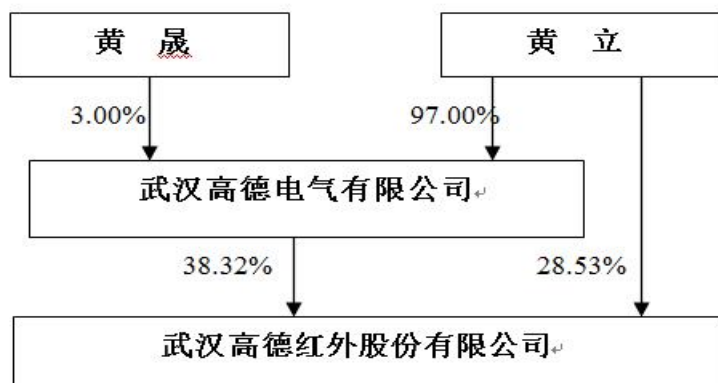 黄 晟
黄 立
3.00%
97.00%
武汉高德电气有限公司
38.32%
28.53%
武汉高德红外股份有限公司